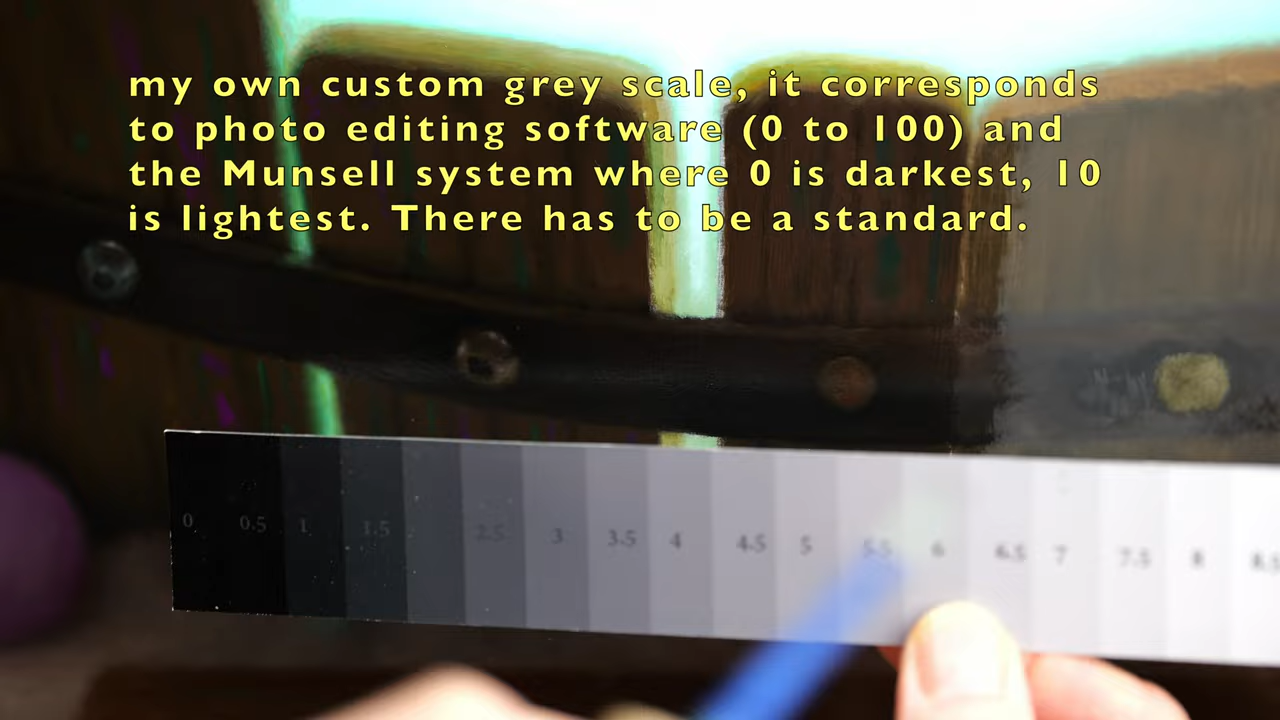 my own custom grey scale, it corresponds
to photo editing software (0 to 100) and
the Munsell system where 0 is darkest, 10
is lightest. There has to be a standard.
0 0.5 1 1.5 2.5 3 3.5 4 4.5 5 5.5 6 6.5 7 7.5 8 8.5